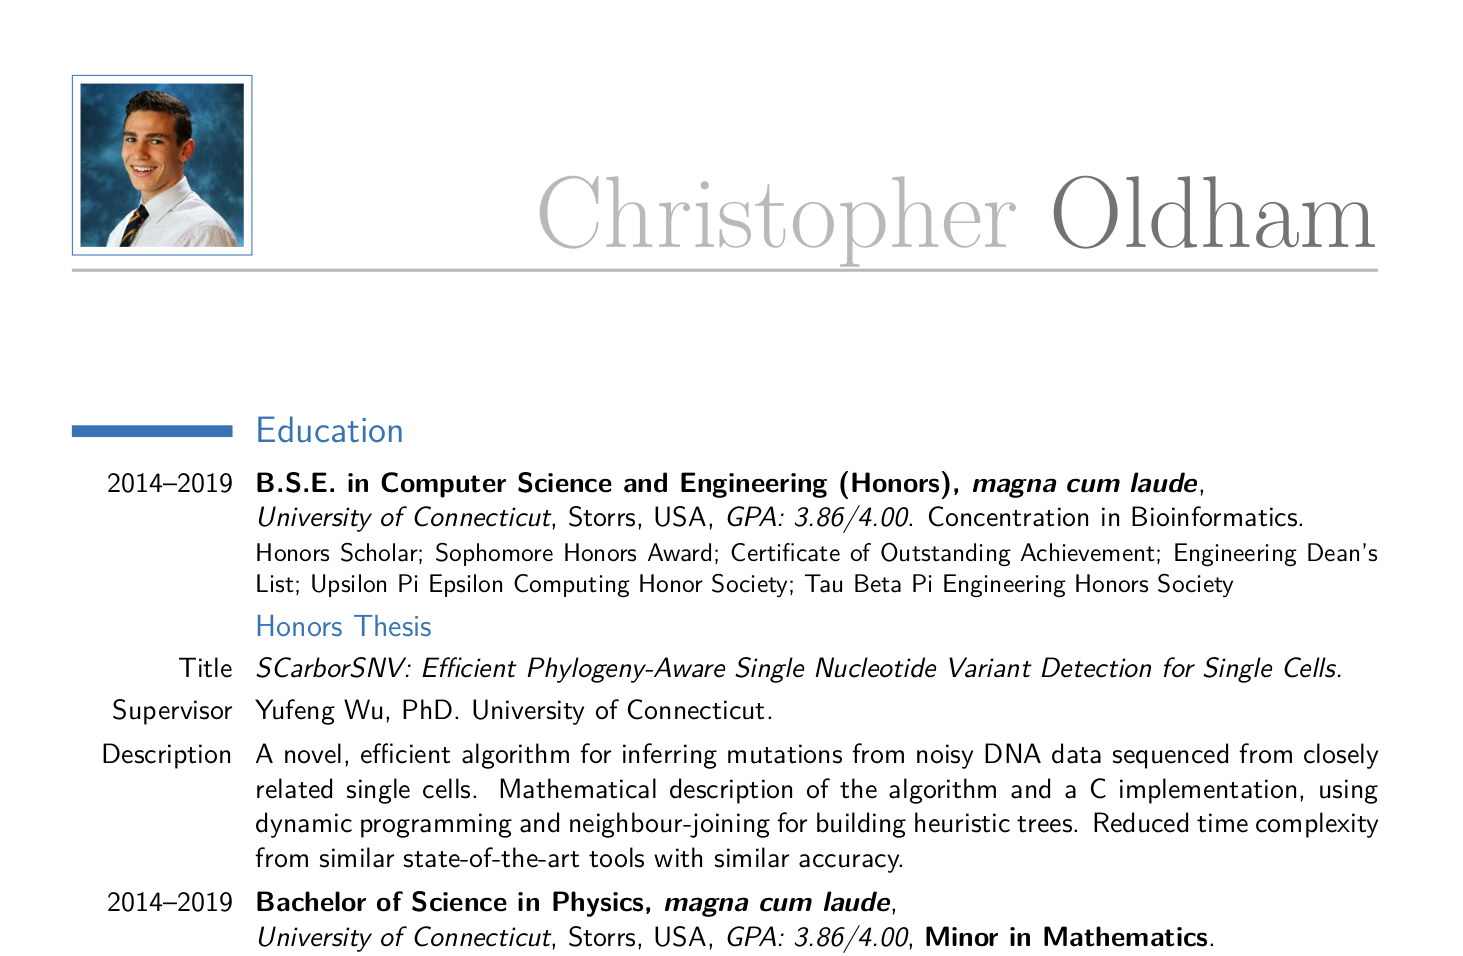 Christopher Oldham
Education
2014–2019 B.S.E. in Computer Science and Engineering (Honors), magna cum laude,
University of Connecticut, Storrs, USA, GPA: 3.86/4.00. Concentration in Bioinformatics.
Honors Scholar; Sophomore Honors Award; Certificate of Outstanding Achievement; Engineering Dean's
List; Upsilon Pi Epsilon Computing Honor Society; Tau Beta Pi Engineering Honors Society
Honors Thesis
Title SCarborSNV: Efficient Phylogeny-Aware Single Nucleotide Variant Detection for Single Cells.
Supervisor Yufeng Wu, PhD. University of Connecticut.
Description A novel, efficient algorithm for inferring mutations from noisy DNA data sequenced from closely
related single cells. Mathematical description of the algorithm and a C implementation, using
dynamic programming and neighbour-joining for building heuristic trees. Reduced time complexity
from similar state-of-the-art tools with similar accuracy.
2014–2019 Bachelor of Science in Physics, magna cum laude,
University of Connecticut, Storrs, USA, GPA: 3.86/4.00, Minor in Mathematics.